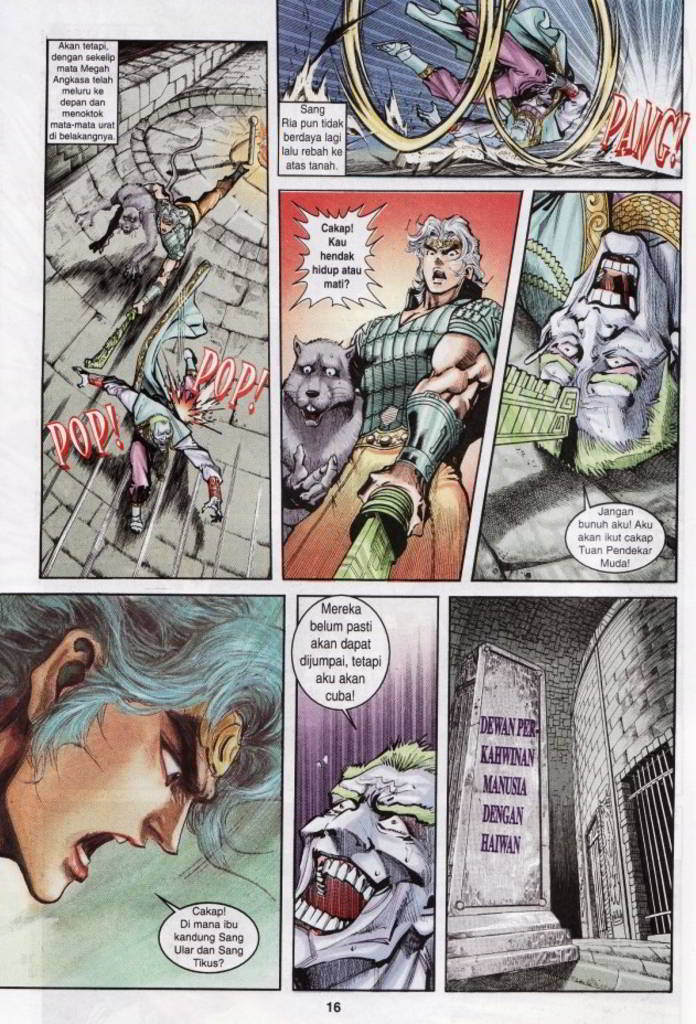 Akan tetapi,
dengan sekelip
mata Megah
Angkasa telah
meluru ke
depan dan
menoktok
mata-mata urat
di belakangnya.
Sang
Ria pun tidak
berdaya lagi
lalu rebah ke
atas tanah.
PANG!
POP!
POP!
Cakap!
Kau
hendak
hidup atau
mati?
Jangan
bunuh aku! Aku
akan ikut cakap
Tuan Pendekar
Muda!
Cakap!
Di mana ibu
kandung Sang
Ular dan Sang
Tikus?
Mereka
belum pasti
akan dapat
dijumpai, tetapi
aku akan
cuba!
DEWAN PER-
KAHWINAN
MANUSIA
DENGAN
HAIWAN
16